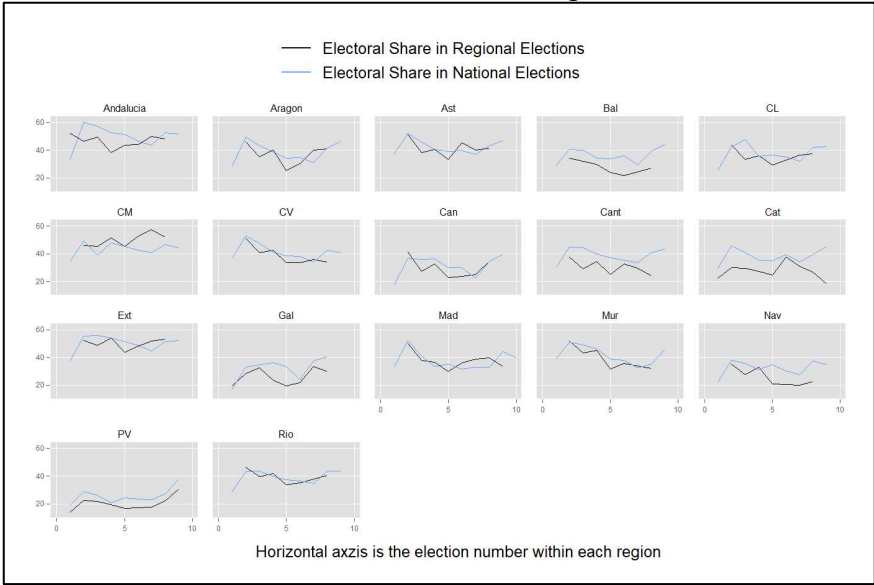 Electoral Share in Regional Elections
Electoral Share in National Elections
Andalucia Aragon Ast Bal CL
60
40
20
CM CV Can Cant Cat
60
40
20
Ext Gal Mad Mur Nav
60
40
20
0 5 10 0 5 10 0 5 10
PV Rio
60
40
20
0 5 10 0 5 10
Horizontal axzis is the election number within each region